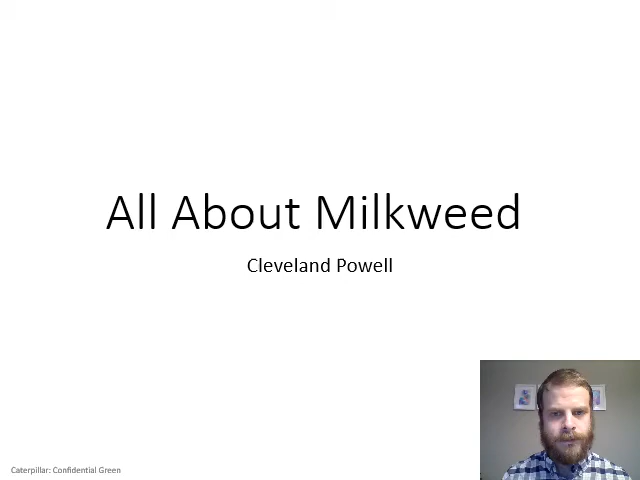 All About Milkweed
Cleveland Powell
Caterpillar: Confidential Green